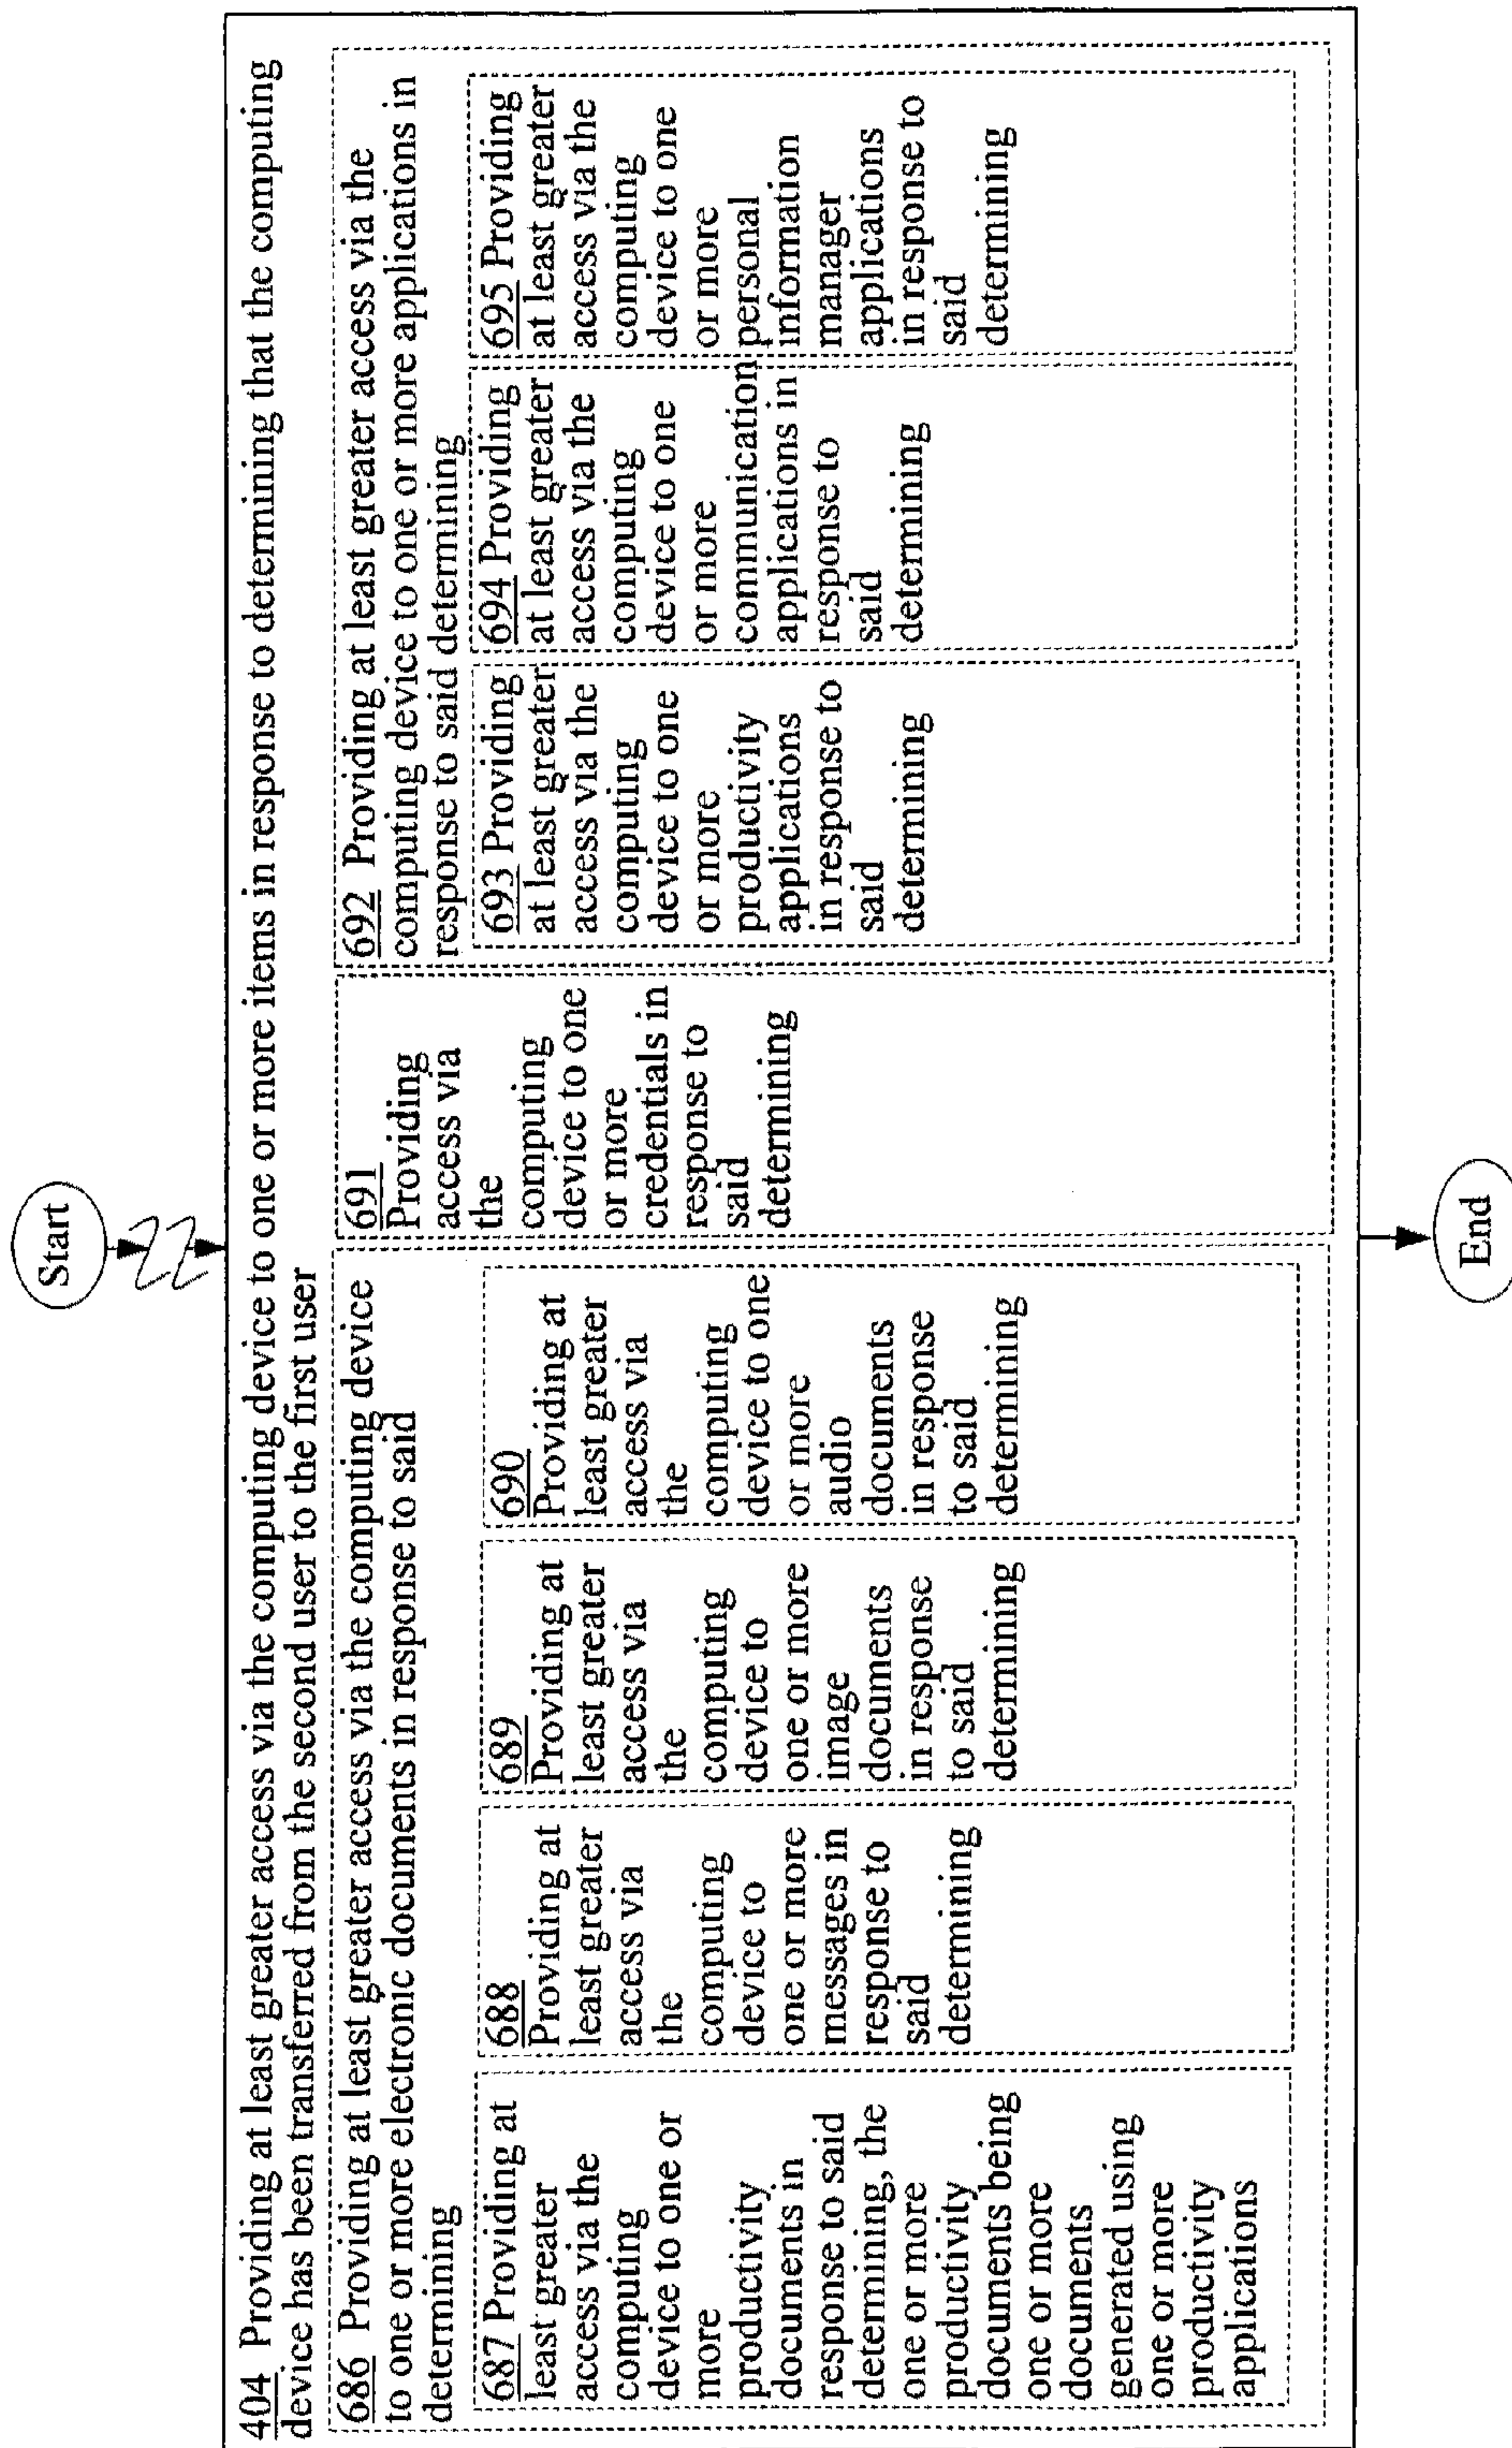 Start
404 Providing at least greater access via the computing device to one or more items in response to determining that the computing
device has been transferred from the second user to the first user
686 Providing at least greater access via the computing device
to one or more electronic documents in response to said
determining
687 Providing at
least greater
access via the
computing
device to one or
more
productivity
documents in
response to said
determining, the
one or more
productivity
documents being
one or more
documents
generated using
one or more
productivity
applications
688
Providing at
least greater
access via
the
computing
device to
one or more
messages in
response to
said
determining
689
Providing at
least greater
access via
the
computing
device to
one or more
image
documents
in response
to said
determining
690
Providing at
least greater
access via
the
computing
device to one
or more
audio
documents
in response
to said
determining
691
Providing
access via
the
computing
device to one
or more
credentials in
response to
said
determining
692 Providing at least greater access via the
computing device to one or more applications in
response to said determining
693 Providing
at least greater
access via the
computing
device to one
or more
productivity
applications
in response to
said
determining
694 Providing
at least greater
access via the
computing
device to one
or more
communication
applications in
response to
said
determining
695 Providing
at least greater
access via the
computing
device to one
or more
personal
information
manager
applications
in response to
said
determining
End